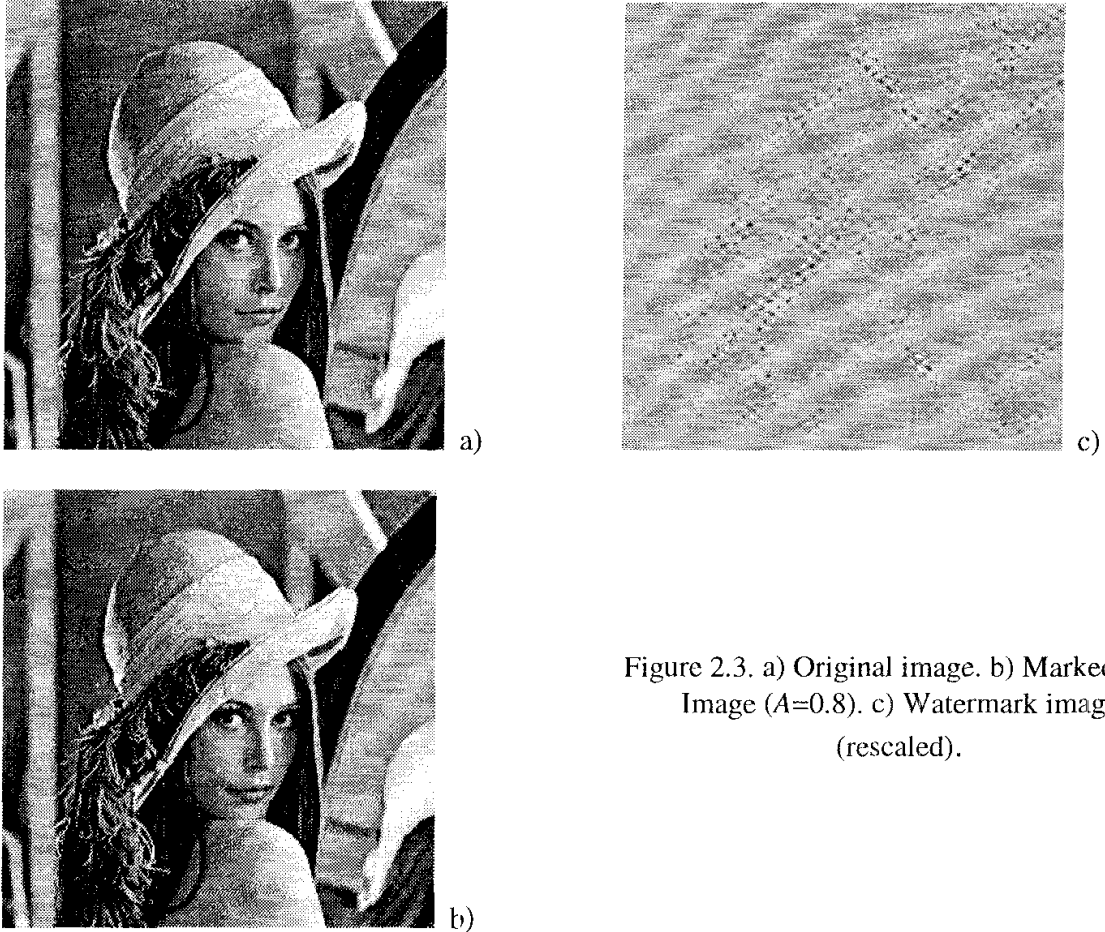 a)
c)
b)
Figure 2.3. a) Original image. b) Marke
Image (A=0.8). c) Watermark imag
(rescaled).